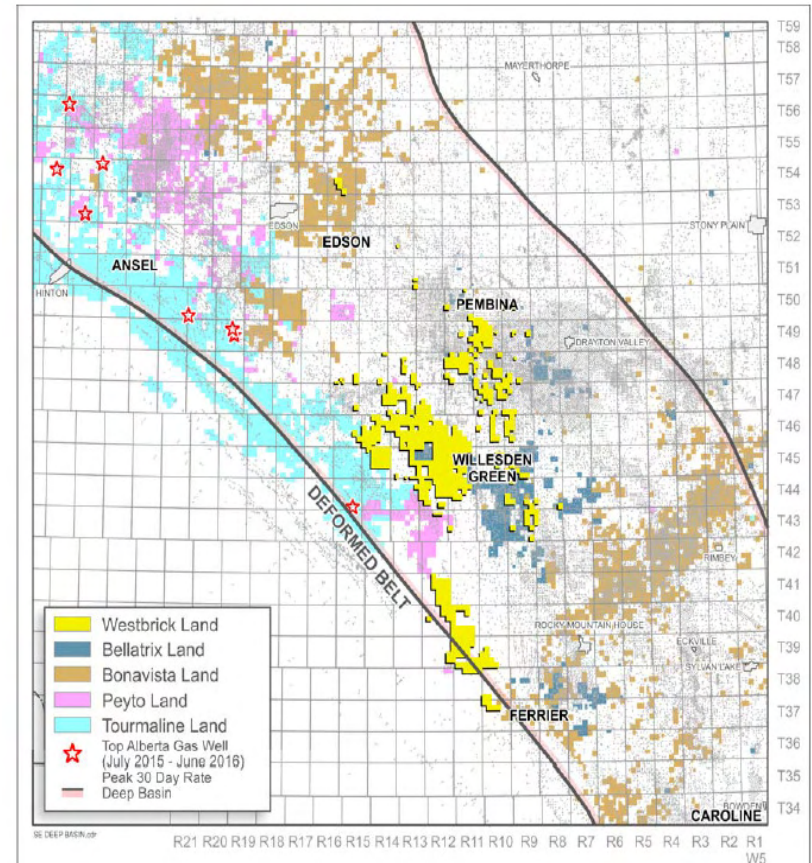 T59
T58
MAYERTHORPE
T57
T56
T55
T54
T53
STONY PLAIN
EDSON
EDSON
T52
ANSEL
T51
HINTON
T50
PEMBINA
T49
DRAYTON VALLEY
T48
T47
T46
WILLESDEN
GREEN
T45
T44
T43
DEFORMED BELT
T42
RIMBEY
T41
T40
Westbrick Land
ROCKY MOUNTAIN HOUSE
ECKVILLE
T39
Bellatrix Land
SYLVAN LAKE
Bonavista Land
T38
Peyto Land
T37
FERRIER
Tourmaline Land
T36
Top Alberta Gas Well
(July 2015 - June 2016)
Peak 30 Day Rate
T35
Deep Basin
BOWDEN
T34
CAROLINE
SE DEEP BASIN.cdr
R21 R20 R19 R18 R17 R16 R15 R14 R13 R12 R11 R10 R9 R8 R7 R6 R5 R4 R3 R2 R1
W5